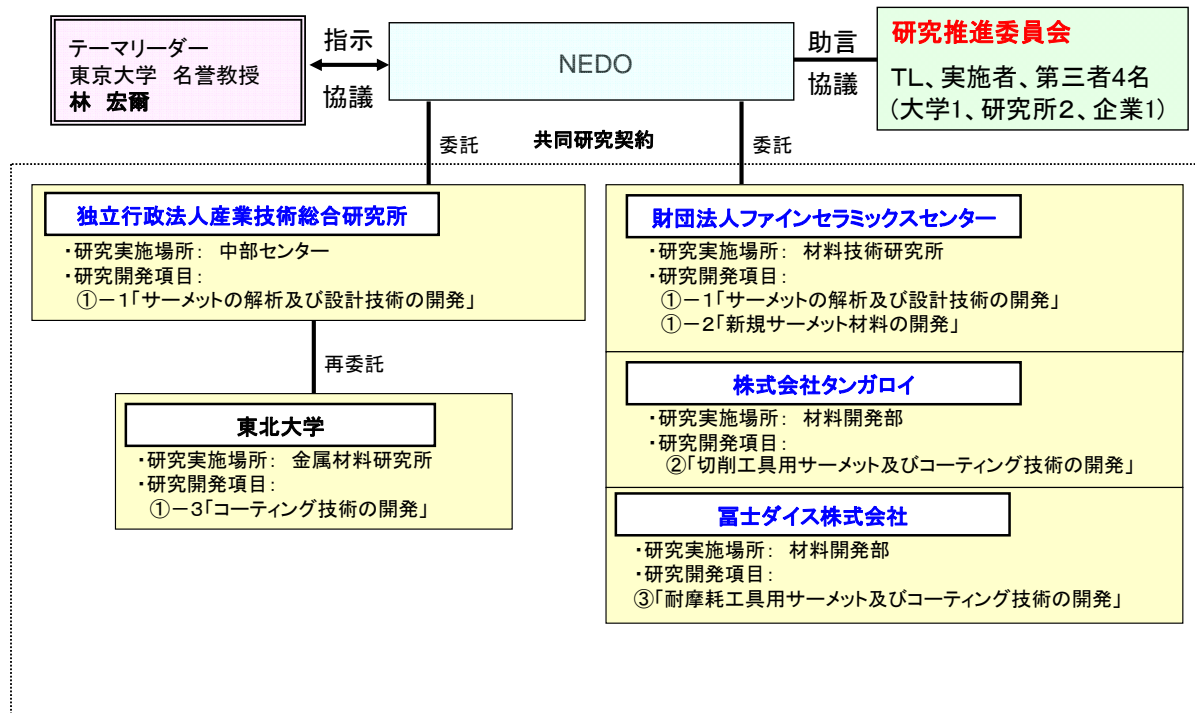 テーマリーダー
東京大学 名誉教授
林 宏爾
指示
協議
NEDO
助言
協議
研究推進委員会
TL、実施者、第三者4名
(大学1、研究所2、企業1)
委託
共同研究契約
委託
独立行政法人産業技術総合研究所
・研究実施場所: 中部センター
・研究開発項目:
①-1「サーメットの解析及び設計技術の開発」
再委託
東北大学
・研究実施場所: 金属材料研究所
・研究開発項目:
①-3「コーティング技術の開発」
財団法人ファインセラミックスセンター
・研究実施場所: 材料技術研究所
・研究開発項目:
①-1「サーメットの解析及び設計技術の開発」
①-2「新規サーメット材料の開発」
株式会社タンガロイ
・研究実施場所: 材料開発部
・研究開発項目:
②「切削工具用サーメット及びコーティング技術の開発」
冨士ダイス株式会社
・研究実施場所: 材料開発部
・研究開発項目:
③「耐摩耗工具用サーメット及びコーティング技術の開発」